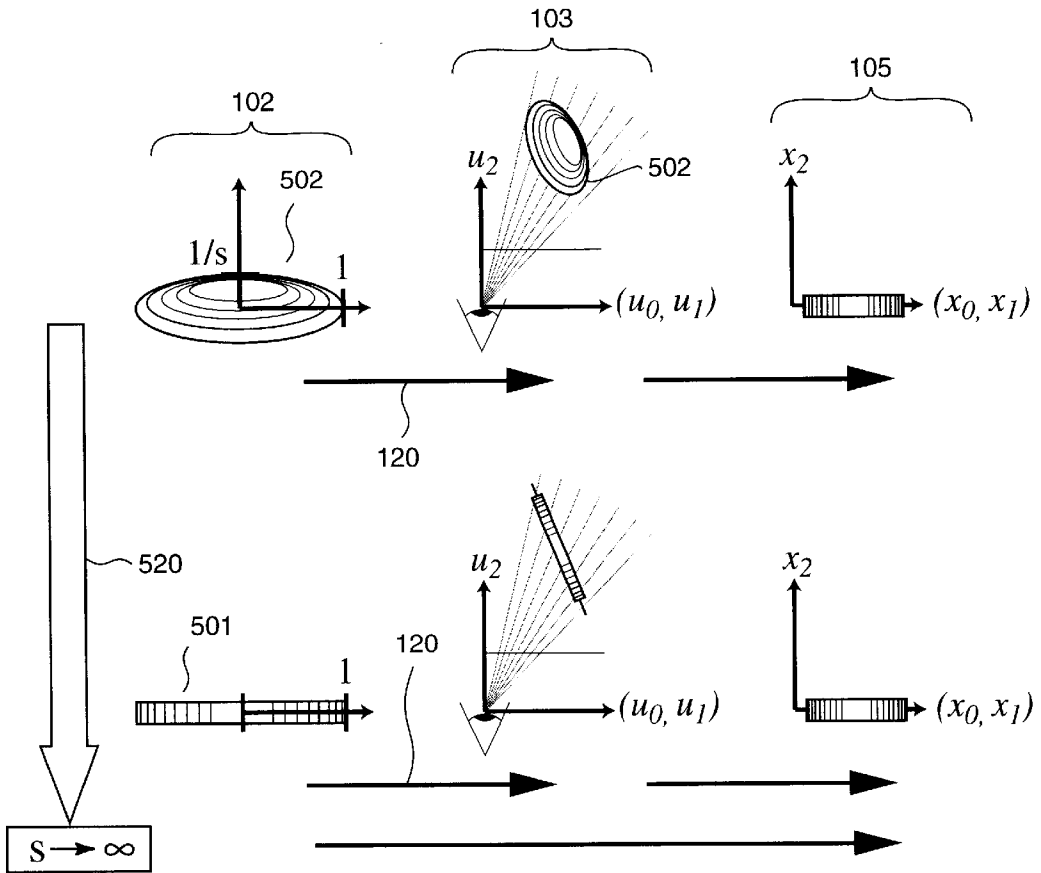 103
105
102
502
u₂
502
x₂
1/s
1
(u₀, u₁)
(x₀, x₁)
120
520
u₂
x₂
501
120
1
(u₀, u₁)
(x₀, x₁)
s → ∞